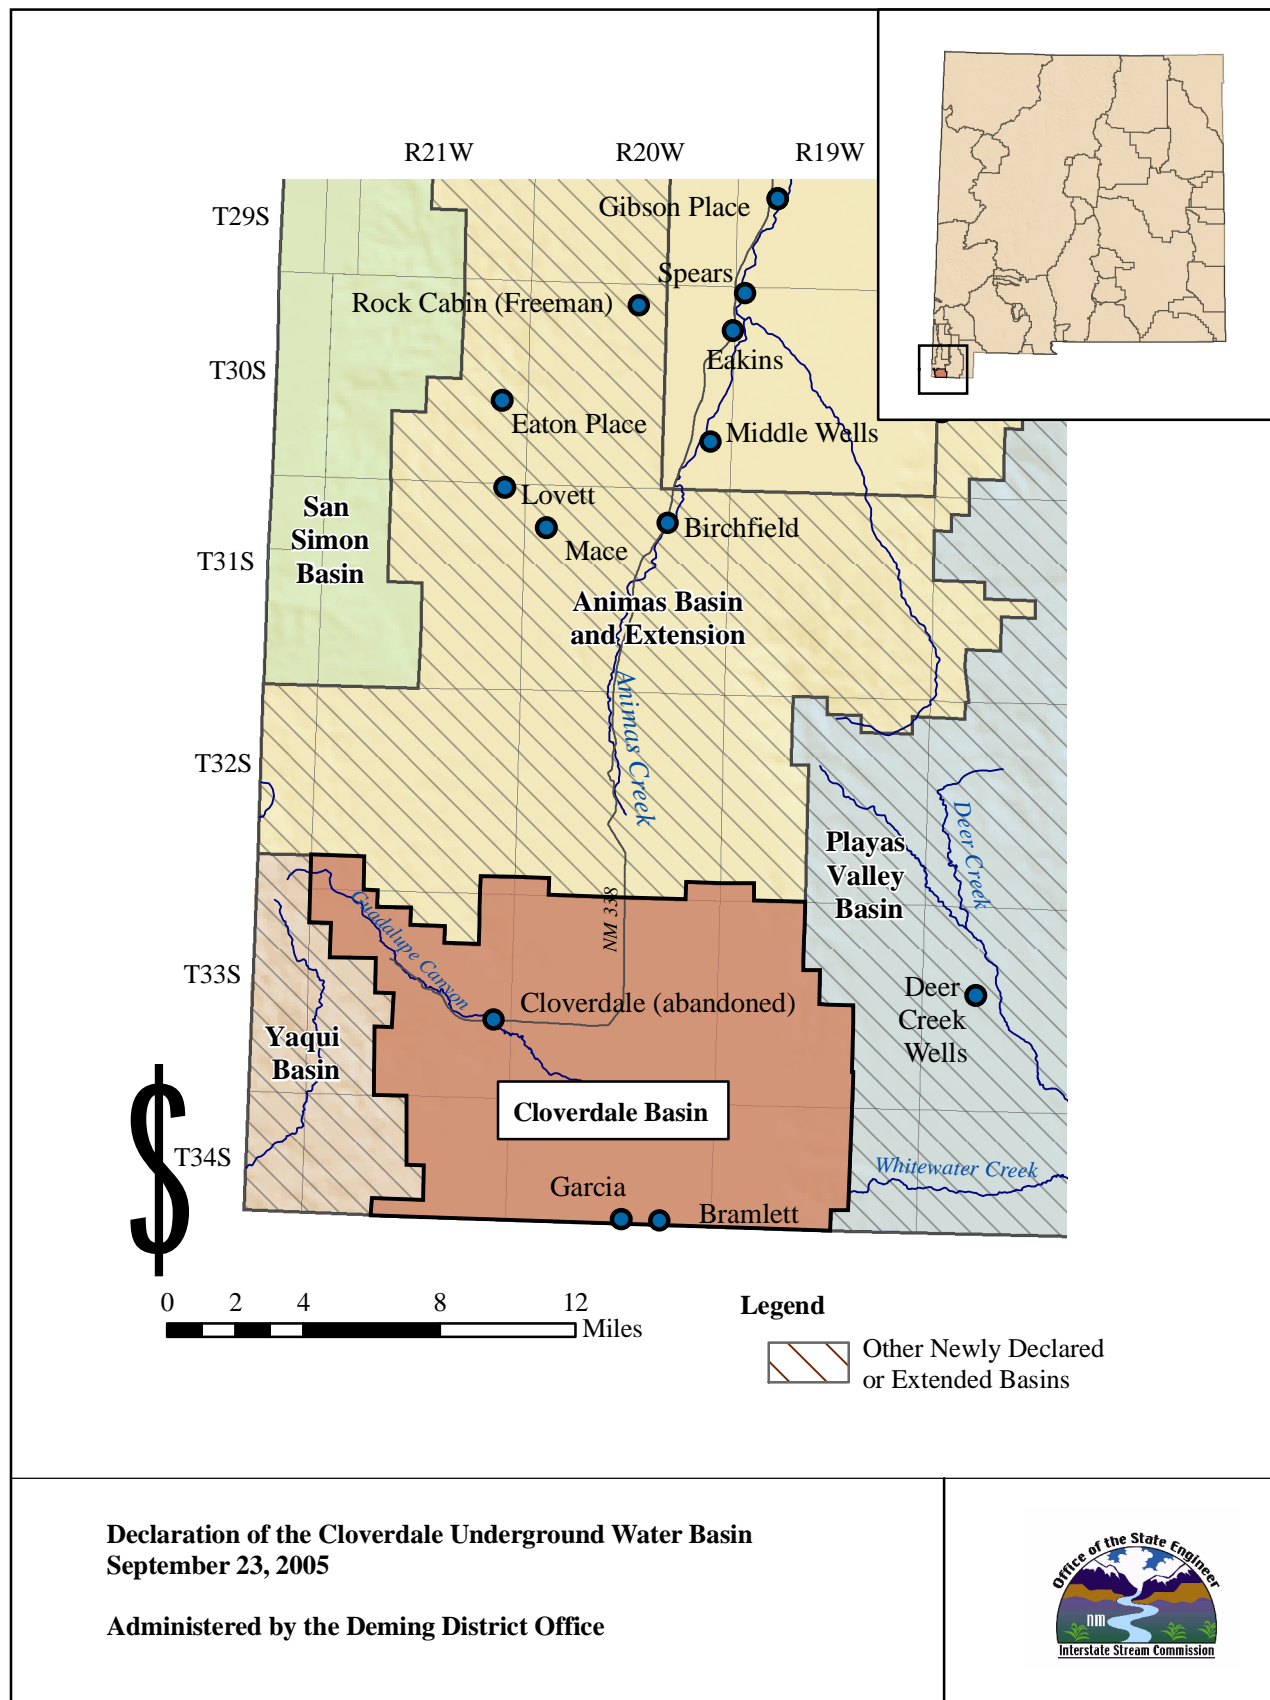 R21W
R20W
R19W
T29S
Gibson Place
Spears
Rock Cabin (Freeman)
T30S
Eakins
Eaton Place
Middle Wells
San
Simon
Basin
Lovett
Birchfield
T31S
Mace
Animas Basin
and Extension
Animas Creek
T32S
Deer Creek
Playas
Valley
Basin
Guadalupe Canyon
NM 338
T33S
Deer
Creek
Wells
Cloverdale (abandoned)
Yaqui
Basin
Cloverdale Basin
$
T34S
Whitewater Creek
Garcia
Bramlett
0 2 4 8 12
Miles
Legend
Other Newly Declared
or Extended Basins
Declaration of the Cloverdale Underground Water Basin
September 23, 2005
Administered by the Deming District Office
Office of the State Engineer
nm
Interstate Stream Commission